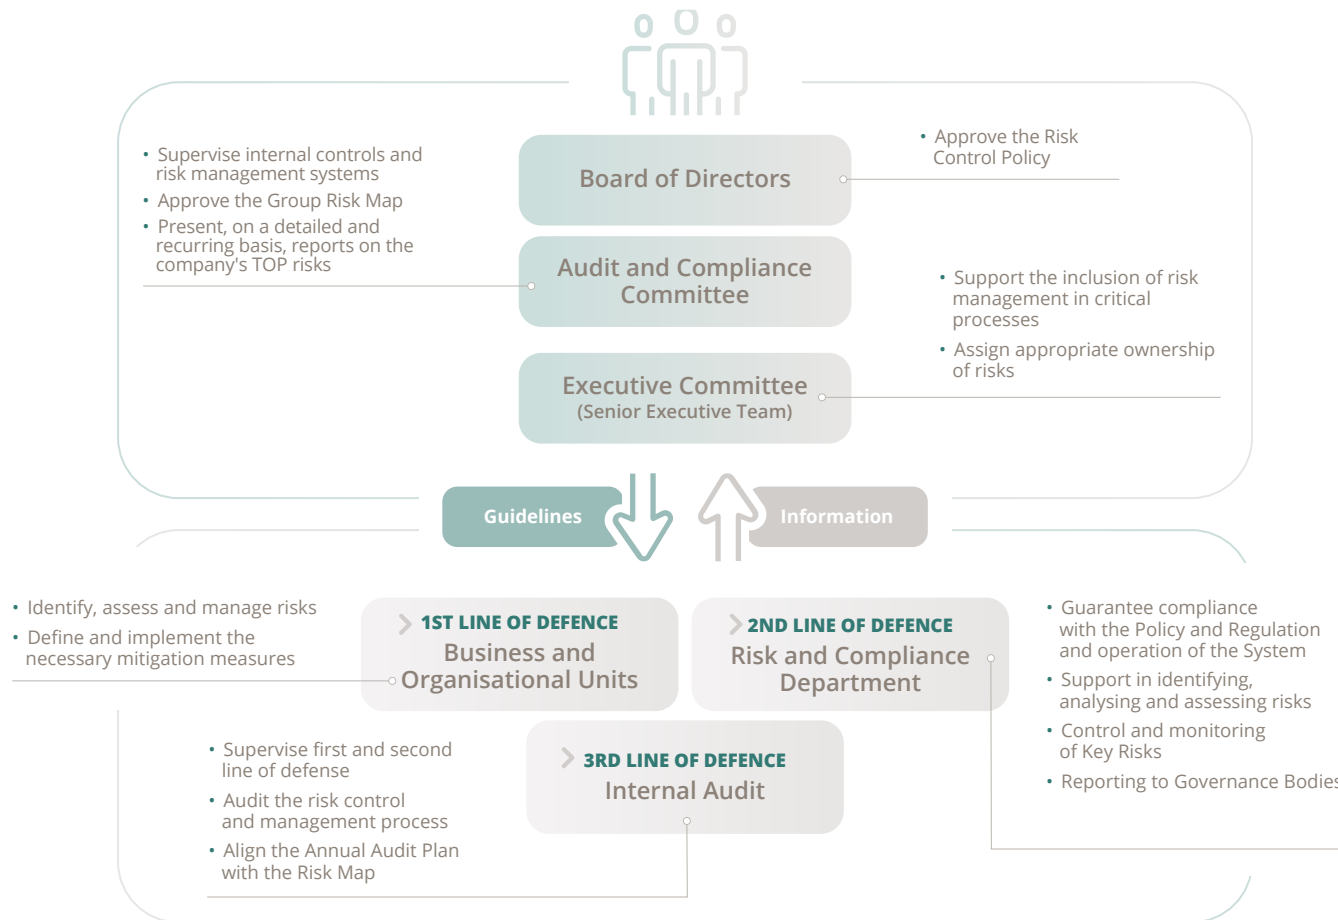 • Supervise internal controls and
risk management systems
• Approve the Group Risk Map
• Present, on a detailed and
recurring basis, reports on the
company's TOP risks
Board of Directors
• Approve the Risk
Control Policy
Audit and Compliance
Committee
• Support the inclusion of risk
management in critical
processes
• Assign appropriate ownership
of risks
Executive Committee
(Senior Executive Team)
Guidelines
Information
• Identify, assess and manage risks
• Define and implement the
necessary mitigation measures
1ST LINE OF DEFENCE
Business and
Organisational Units
2ND LINE OF DEFENCE
Risk and Compliance
Department
• Guarantee compliance
with the Policy and Regulation
and operation of the System
• Support in identifying,
analysing and assessing risks
• Control and monitoring
of Key Risks
• Reporting to Governance Bodies
• Supervise first and second
line of defense
• Audit the risk control
and management process
• Align the Annual Audit Plan
with the Risk Map
3RD LINE OF DEFENCE
Internal Audit